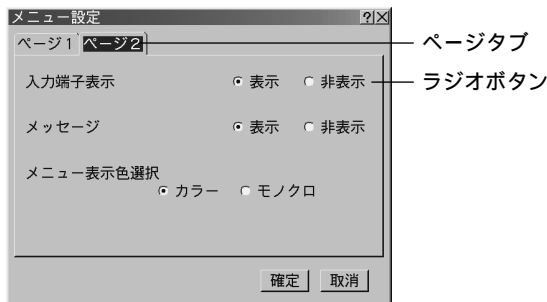 メニュー設定
ページ1 ページ2
ページタブ
入力端子表示 表示 非表示
ラジオボタン
メッセージ 表示 非表示
メニュー表示色選択
カラー モノクロ
確定 取消